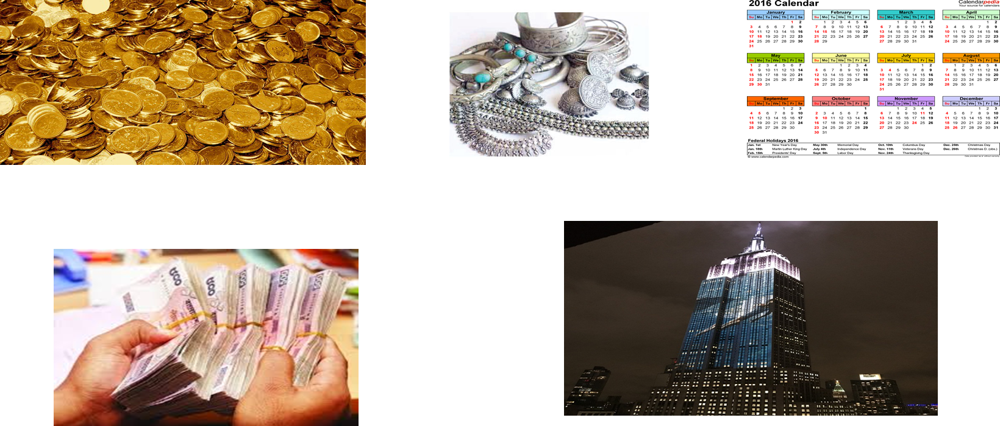 2016 Calendar
Calendarpedia
Your source for calendars
January February March April
Su Mo Tu We Th Fr Sa Su Mo Tu We Th Fr Sa Su Mo Tu We Th Fr Sa Su Mo Tu We Th Fr Sa
1 2 1 2 3 4 5 6 1 2 3 4 5 1 2
3 4 5 6 7 8 9 7 8 9 10 11 12 13 6 7 8 9 10 11 12 3 4 5 6 7 8 9
10 11 12 13 14 15 16 14 15 16 17 18 19 20 13 14 15 16 17 18 19 10 11 12 13 14 15 16
17 18 19 20 21 22 23 21 22 23 24 25 26 27 20 21 22 23 24 25 26 17 18 19 20 21 22 23
24 25 26 27 28 29 30 28 29 27 28 29 30 31 24 25 26 27 28 29 30
31
May June July August
Su Mo Tu We Th Fr Sa Su Mo Tu We Th Fr Sa Su Mo Tu We Th Fr Sa Su Mo Tu We Th Fr Sa
1 2 3 4 5 6 7 1 2 3 4 1 2 1 2 3 4 5 6
8 9 10 11 12 13 14 5 6 7 8 9 10 11 3 4 5 6 7 8 9 7 8 9 10 11 12 13
15 16 17 18 19 20 21 12 13 14 15 16 17 18 10 11 12 13 14 15 16 14 15 16 17 18 19 20
22 23 24 25 26 27 28 19 20 21 22 23 24 25 17 18 19 20 21 22 23 21 22 23 24 25 26 27
29 30 31 26 27 28 29 30 24 25 26 27 28 29 30 28 29 30 31
31
September October November December
Su Mo Tu We Th Fr Sa Su Mo Tu We Th Fr Sa Su Mo Tu We Th Fr Sa Su Mo Tu We Th Fr Sa
1 2 3 1 1 2 3 4 5 1 2 3
4 5 6 7 8 9 10 2 3 4 5 6 7 8 6 7 8 9 10 11 12 4 5 6 7 8 9 10
11 12 13 14 15 16 17 9 10 11 12 13 14 15 13 14 15 16 17 18 19 11 12 13 14 15 16 17
18 19 20 21 22 23 24 16 17 18 19 20 21 22 20 21 22 23 24 25 26 18 19 20 21 22 23 24
25 26 27 28 29 30 23 24 25 26 27 28 29 27 28 29 30 25 26 27 28 29 30 31
30 31
Federal Holidays 2016
Jan. 1st New Year's Day May 30th Memorial Day Oct. 10th Columbus Day Dec. 25th Christmas Day
Jan. 18th Martin Luther King Day July 4th Independence Day Nov. 11th Veterans Day Dec. 26th Christmas D. (obs.)
Feb. 15th Presidents' Day Sept. 5th Labor Day Nov. 24th Thanksgiving Day
© www.calendarpedia.com
Data provided 'as is' without warranty
500
500
500
500